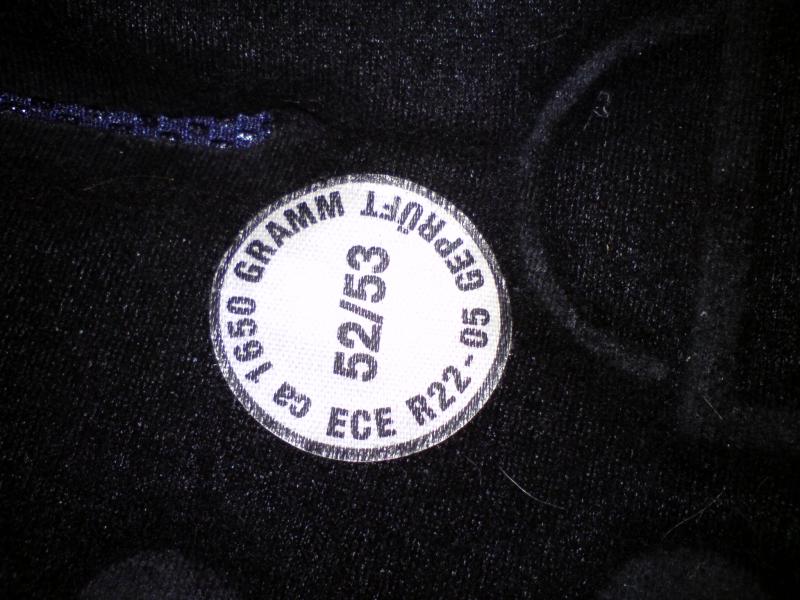 52/53
ECE R22-05 GEPRÜFT
ca 1650 GRAMM